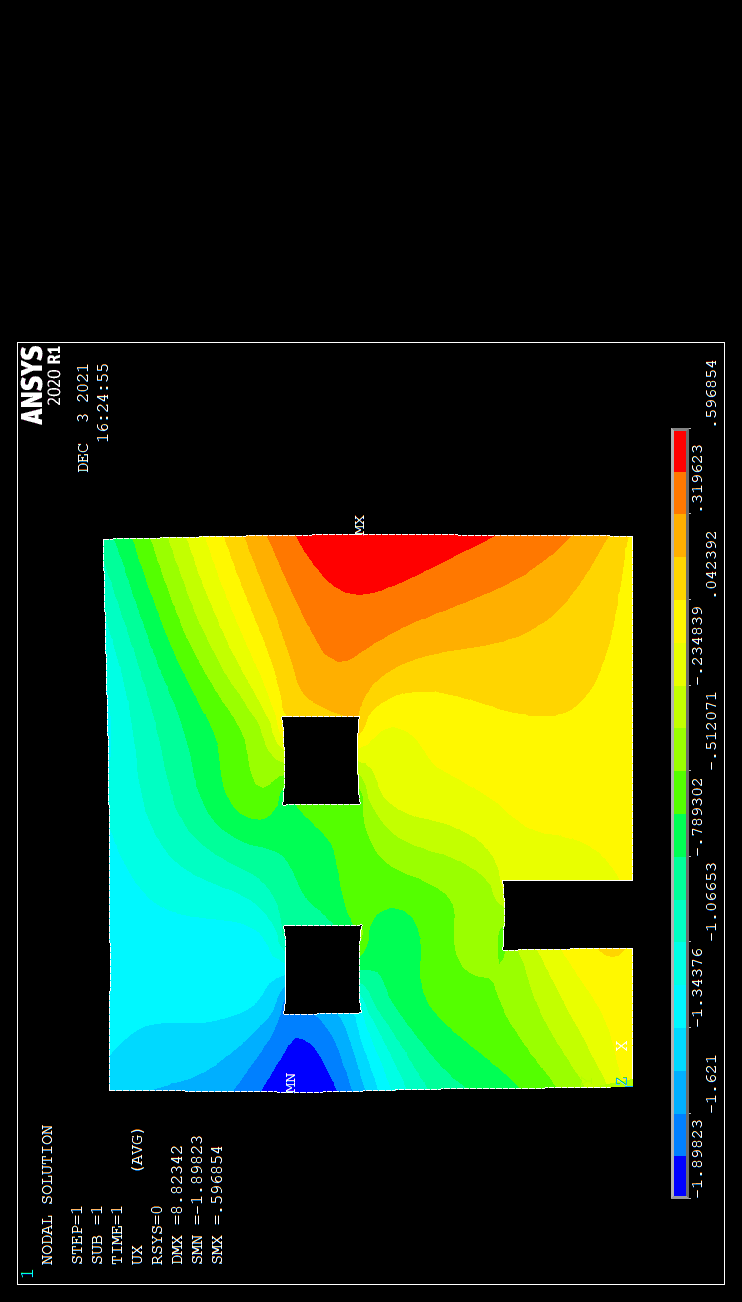 1
NODAL SOLUTION
STEP=1
SUB =1
TIME=1
UX (AVG)
RSYS=0
DMX =8.82342
SMN =-1.89823
SMX =.596854
ANSYS
2020 R1
DEC 3 2021
16:24:55
MN
MX
Z X
-1.89823
-1.621
-1.34376
-1.06653
-.789302
-.512071
-.234839
.042392
.319623
.596854